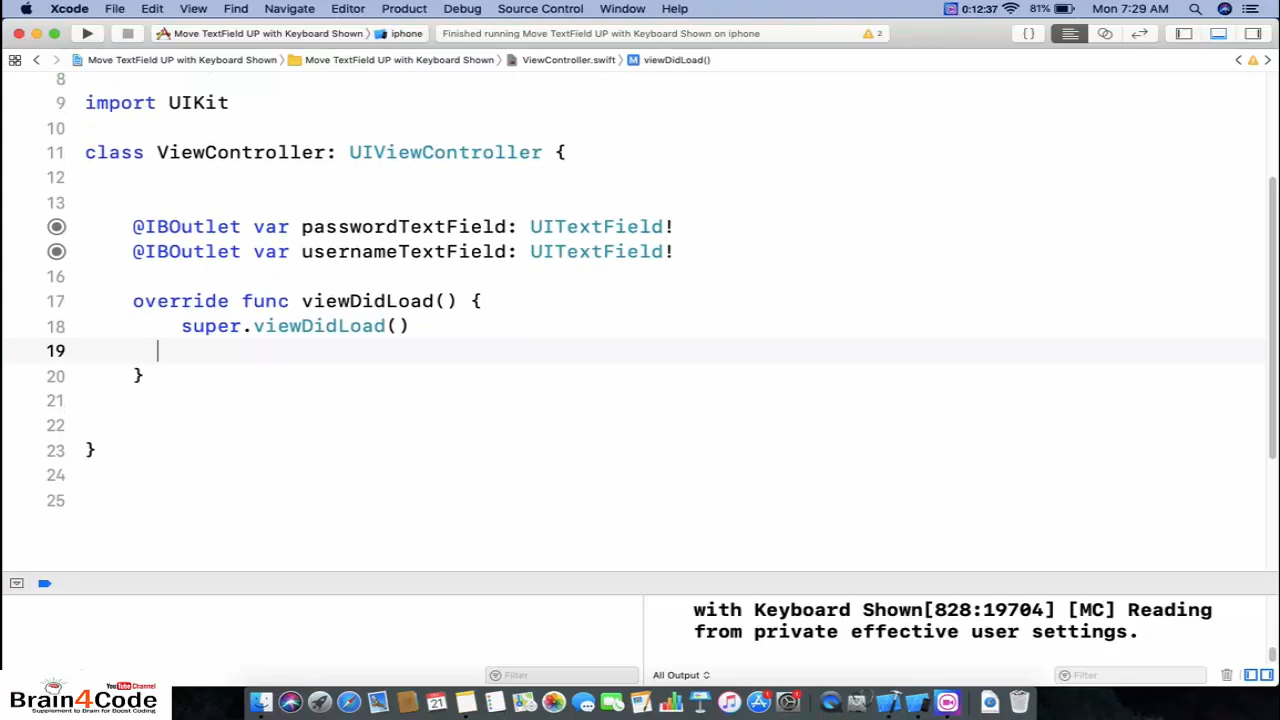 Xcode File Edit View Find Navigate Editor Product Debug Source Control Window Help 0:12:37 81% Mon 7:29 AM
Move TextField UP with Keyboard Shown iphone Finished running Move TextField UP with Keyboard Shown on iphone 2
Move TextField UP with Keyboard Shown Move TextField UP with Keyboard Shown ViewController.swift M viewDidLoad()
8
9 import UIKit
10
11 class ViewController: UIViewController {
12
13
@IBOutlet var passwordTextField: UITextField!
@IBOutlet var usernameTextField: UITextField!
16
17 override func viewDidLoad() {
18 super.viewDidLoad()
19
20 }
21
22
23 }
24
25
with Keyboard Shown[828:19704] [MC] Reading
from private effective user settings.
Filter All Output Filter
YouTube Channel
Brain4Code
Supplement to Brain for Boost Coding